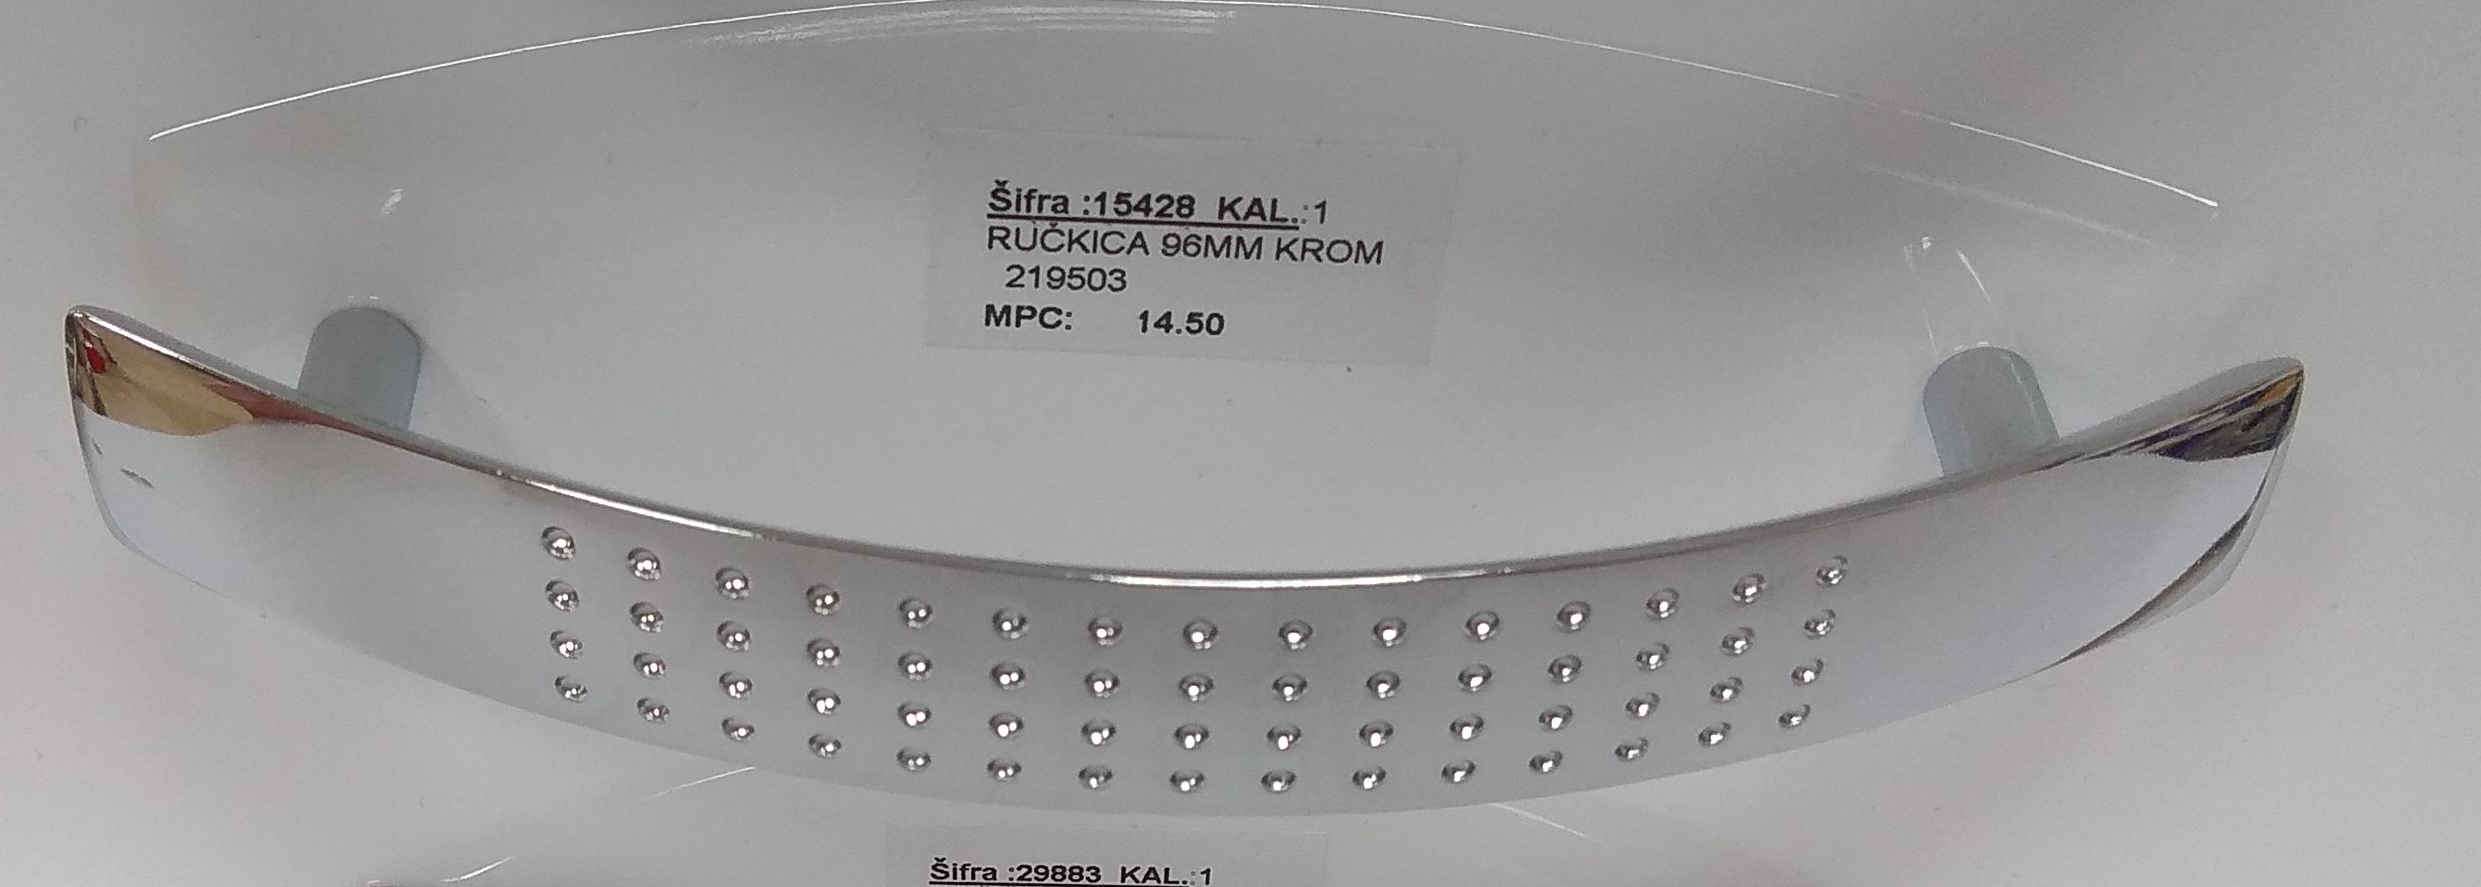 Šifra :15428 KAL.:1
RUČKICA 96MM KROM
219503
MPC: 14.50
Šifra :29883 KAL.:1